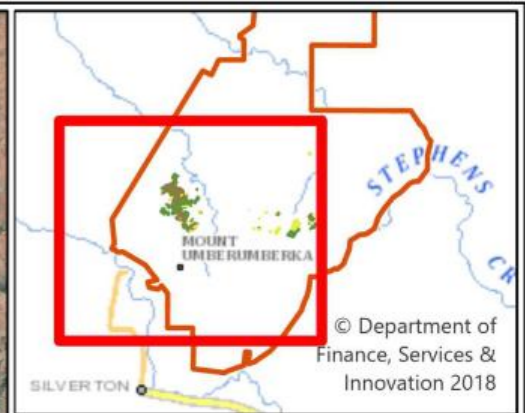 STEPHENS
CR
MOUNT
UMBERUMBERKA
© Department of
Finance, Services &
Innovation 2018
SILVERTON